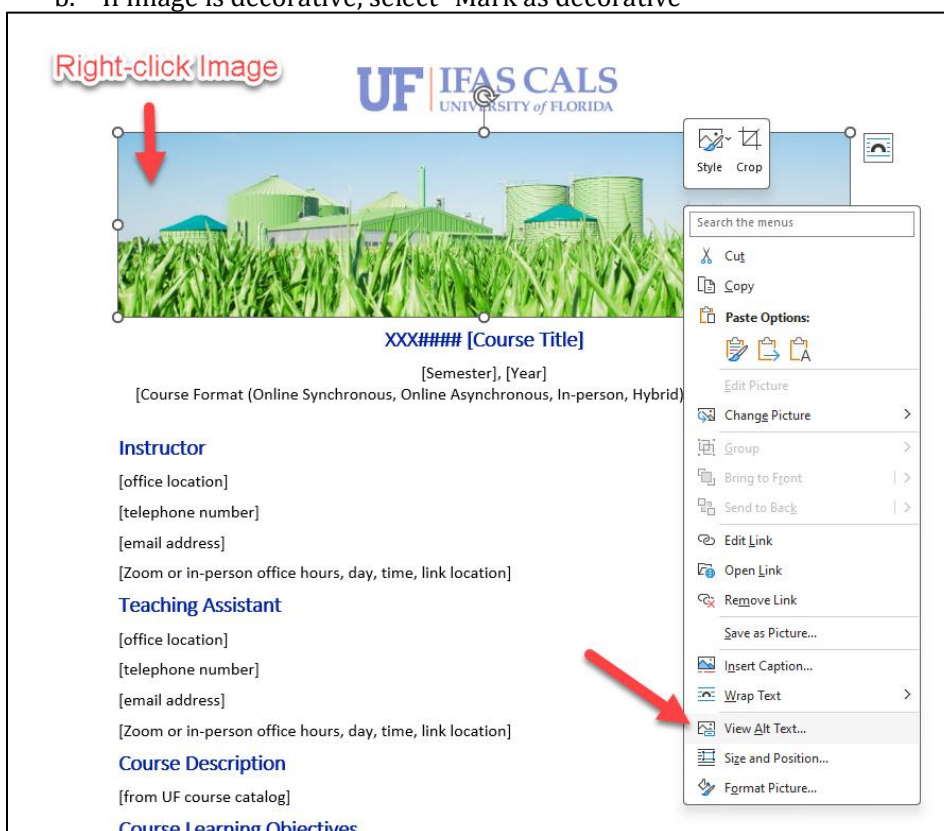 b. If image is decorative, select "Mark as decorative"
Right-click Image
UF | IFAS CALS
UNIVERSITY of FLORIDA
Style Crop
XXX#### [Course Title]
[Semester], [Year]
[Course Format (Online Synchronous, Online Asynchronous, In-person, Hybrid)
Instructor
[office location]
[telephone number]
[email address]
[Zoom or in-person office hours, day, time, link location]
Teaching Assistant
[office location]
[telephone number]
[email address]
[Zoom or in-person office hours, day, time, link location]
Course Description
[from UF course catalog]
Course Learning Objectives
Search the menus
Cut
Copy
Paste Options:
Edit Picture
Change Picture
Group
Bring to Front
Send to Back
Edit Link
Open Link
Remove Link
Save as Picture...
Insert Caption...
Wrap Text
View Alt Text...
Size and Position...
Format Picture...